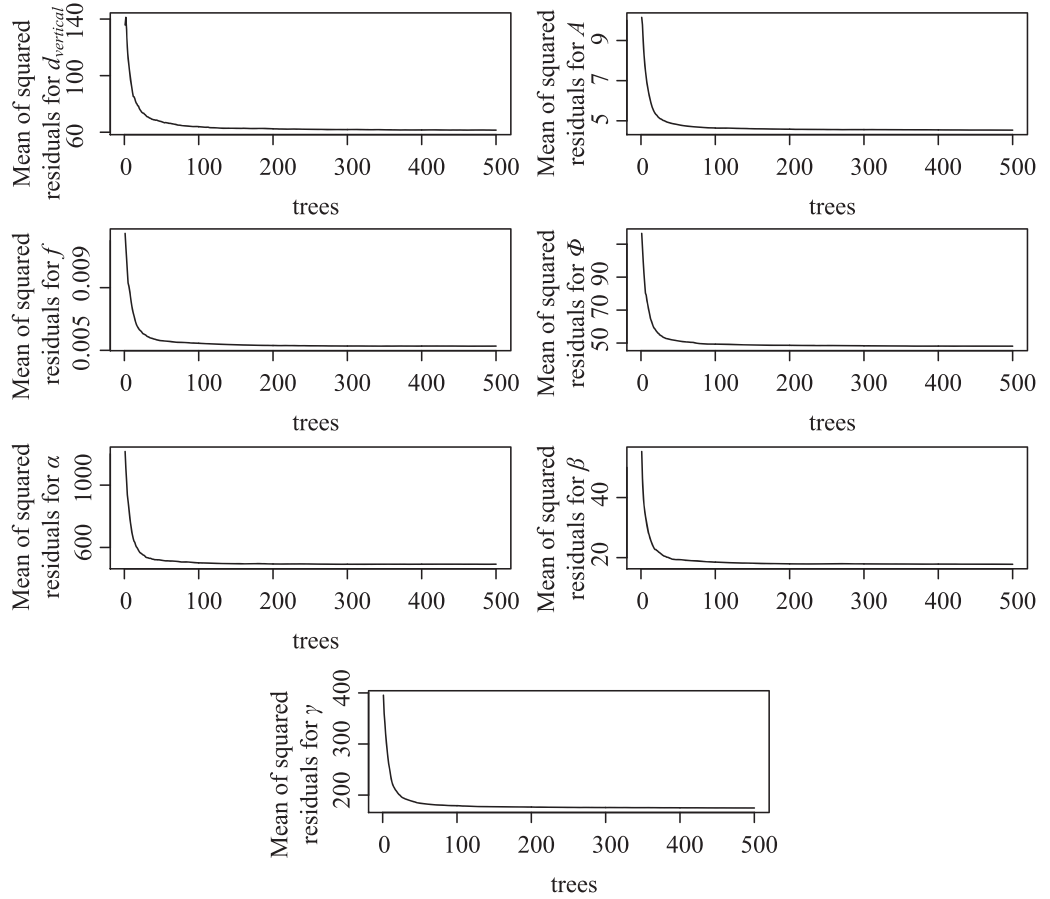 Mean of squared
residuals for d_vertical
60 100 140
0 100 200 300 400 500
trees
Mean of squared
residuals for A
5 7 9
0 100 200 300 400 500
trees
Mean of squared
residuals for f
0.005 0.009
0 100 200 300 400 500
trees
Mean of squared
residuals for Φ
50 70 90
0 100 200 300 400 500
trees
Mean of squared
residuals for α
600 1000
0 100 200 300 400 500
trees
Mean of squared
residuals for β
20 40
0 100 200 300 400 500
Mean of squared
residuals for γ
200 300 400
0 100 200 300 400 500
trees